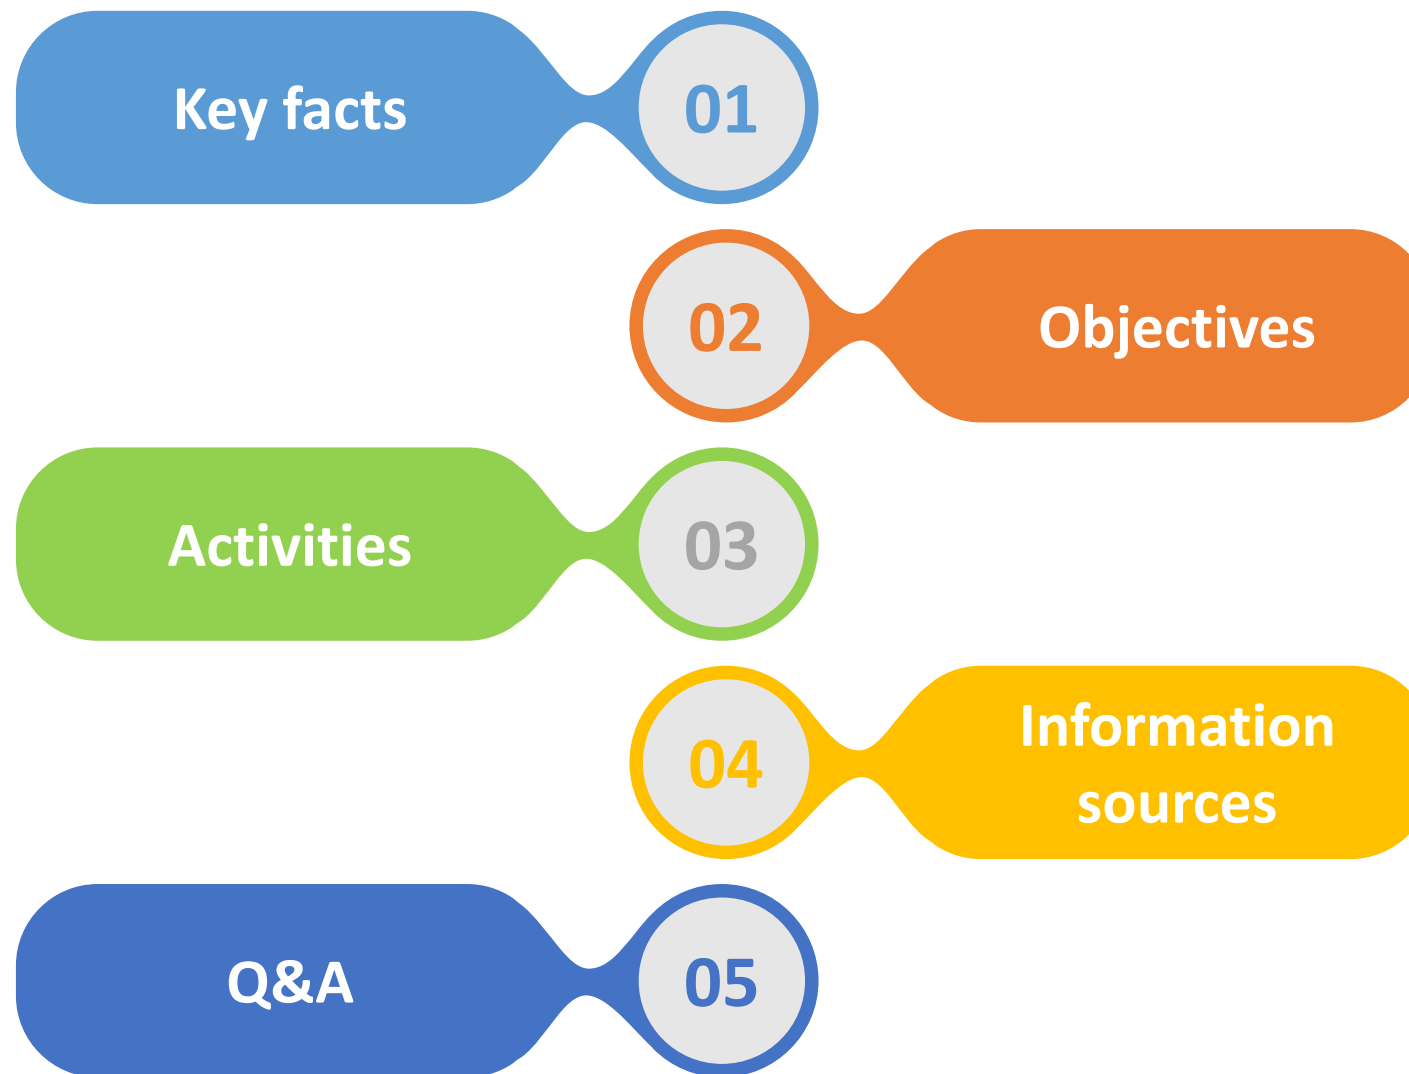 Key facts
01
02
Objectives
Activities
03
04
Information
sources
Q&A
05